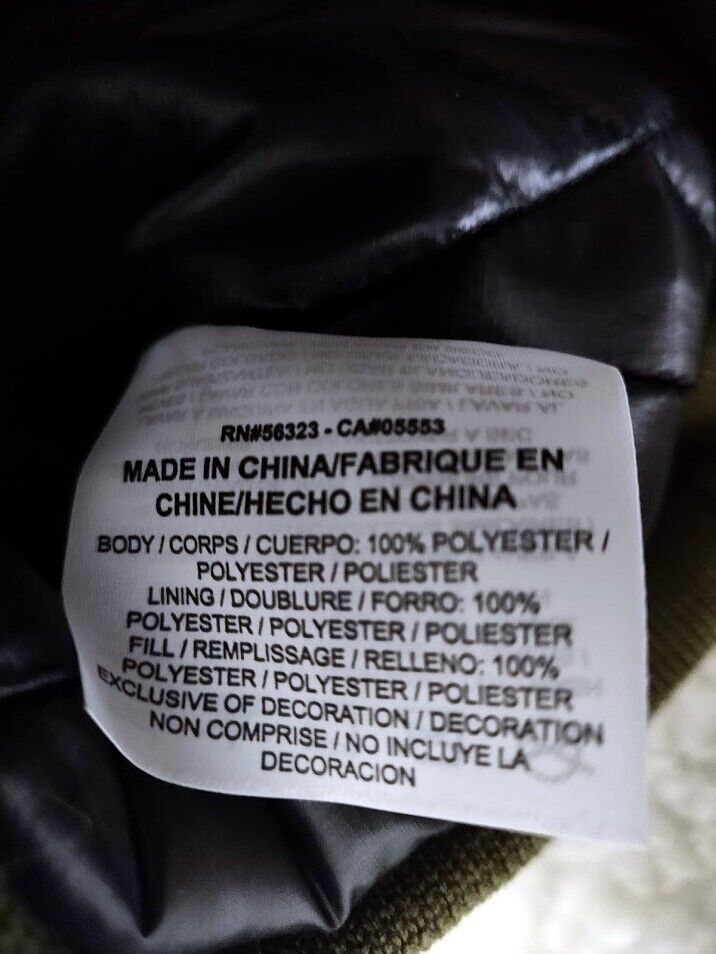 RN#56323 - CA#05553
MADE IN CHINA/FABRIQUE EN
CHINE/HECHO EN CHINA
BODY / CORPS / CUERPO: 100% POLYESTER /
POLYESTER / POLIESTER
LINING / DOUBLURE / FORRO: 100%
POLYESTER / POLYESTER / POLIESTER
FILL / REMPLISSAGE / RELLENO: 100%
POLYESTER / POLYESTER / POLIESTER
EXCLUSIVE OF DECORATION / DECORATION
NON COMPRISE / NO INCLUYE LA
DECORACION